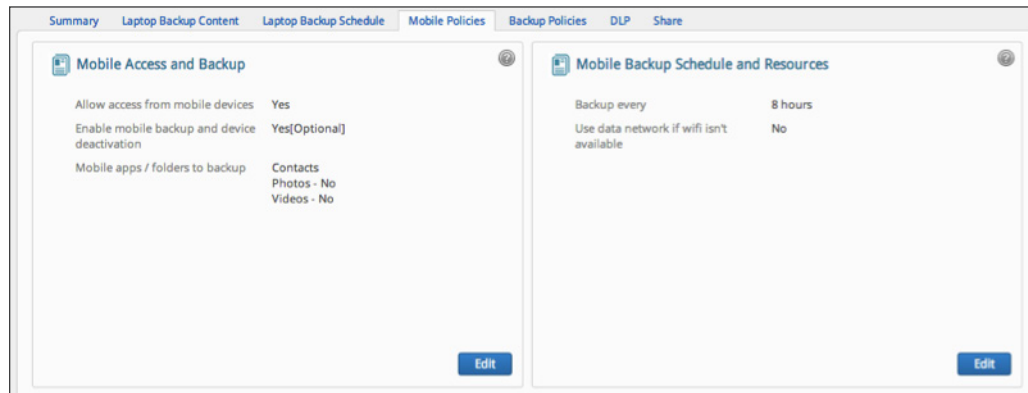 Summary Laptop Backup Content Laptop Backup Schedule Mobile Policies Backup Policies DLP Share
Mobile Access and Backup
?
Allow access from mobile devices Yes
Enable mobile backup and device Yes[Optional]
deactivation
Mobile apps / folders to backup Contacts
Photos - No
Videos - No
Edit
Mobile Backup Schedule and Resources
?
Backup every 8 hours
Use data network if wifi isn't No
available
Edit